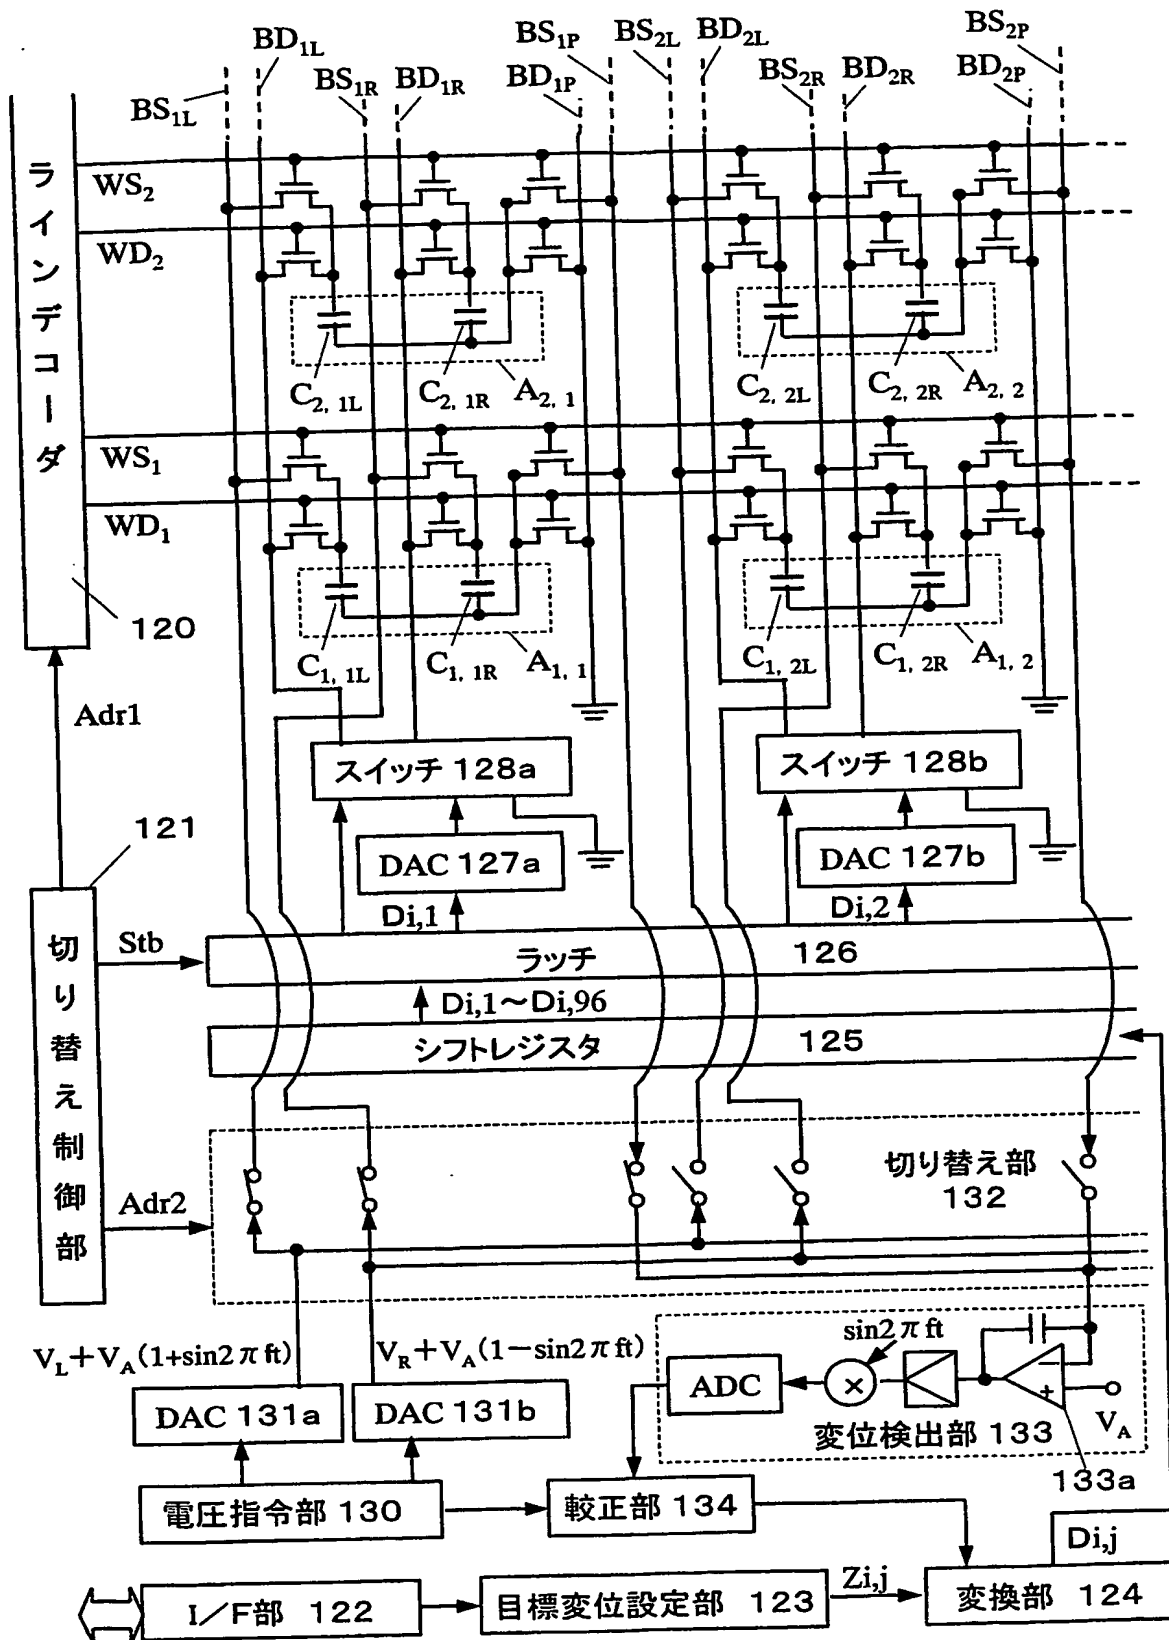 BS1L
BD1L
BS1R
BD1R
BS1P
BD1P
BS2L
BD2L
BS2R
BD2R
BS2P
BD2P
ラインデコーダ
120
WS2
WD2
C2, 1L
C2, 1R
A2, 1
C2, 2L
C2, 2R
A2, 2
WS1
WD1
C1, 1L
C1, 1R
A1, 1
C1, 2L
C1, 2R
A1, 2
Adr1
スイッチ 128a
スイッチ 128b
121
DAC 127a
DAC 127b
Di,1
Di,2
切り替え制御部
Stb
ラッチ 126
Di,1～Di,96
シフトレジスタ 125
Adr2
切り替え部
132
VL+VA(1+sin2πft)
VR+VA(1−sin2πft)
sin2πft
ADC
×
−
+
VA
DAC 131a
DAC 131b
変位検出部 133
133a
電圧指令部 130
較正部 134
Di,j
I／F部 122
目標変位設定部 123
Zi,j
変換部 124